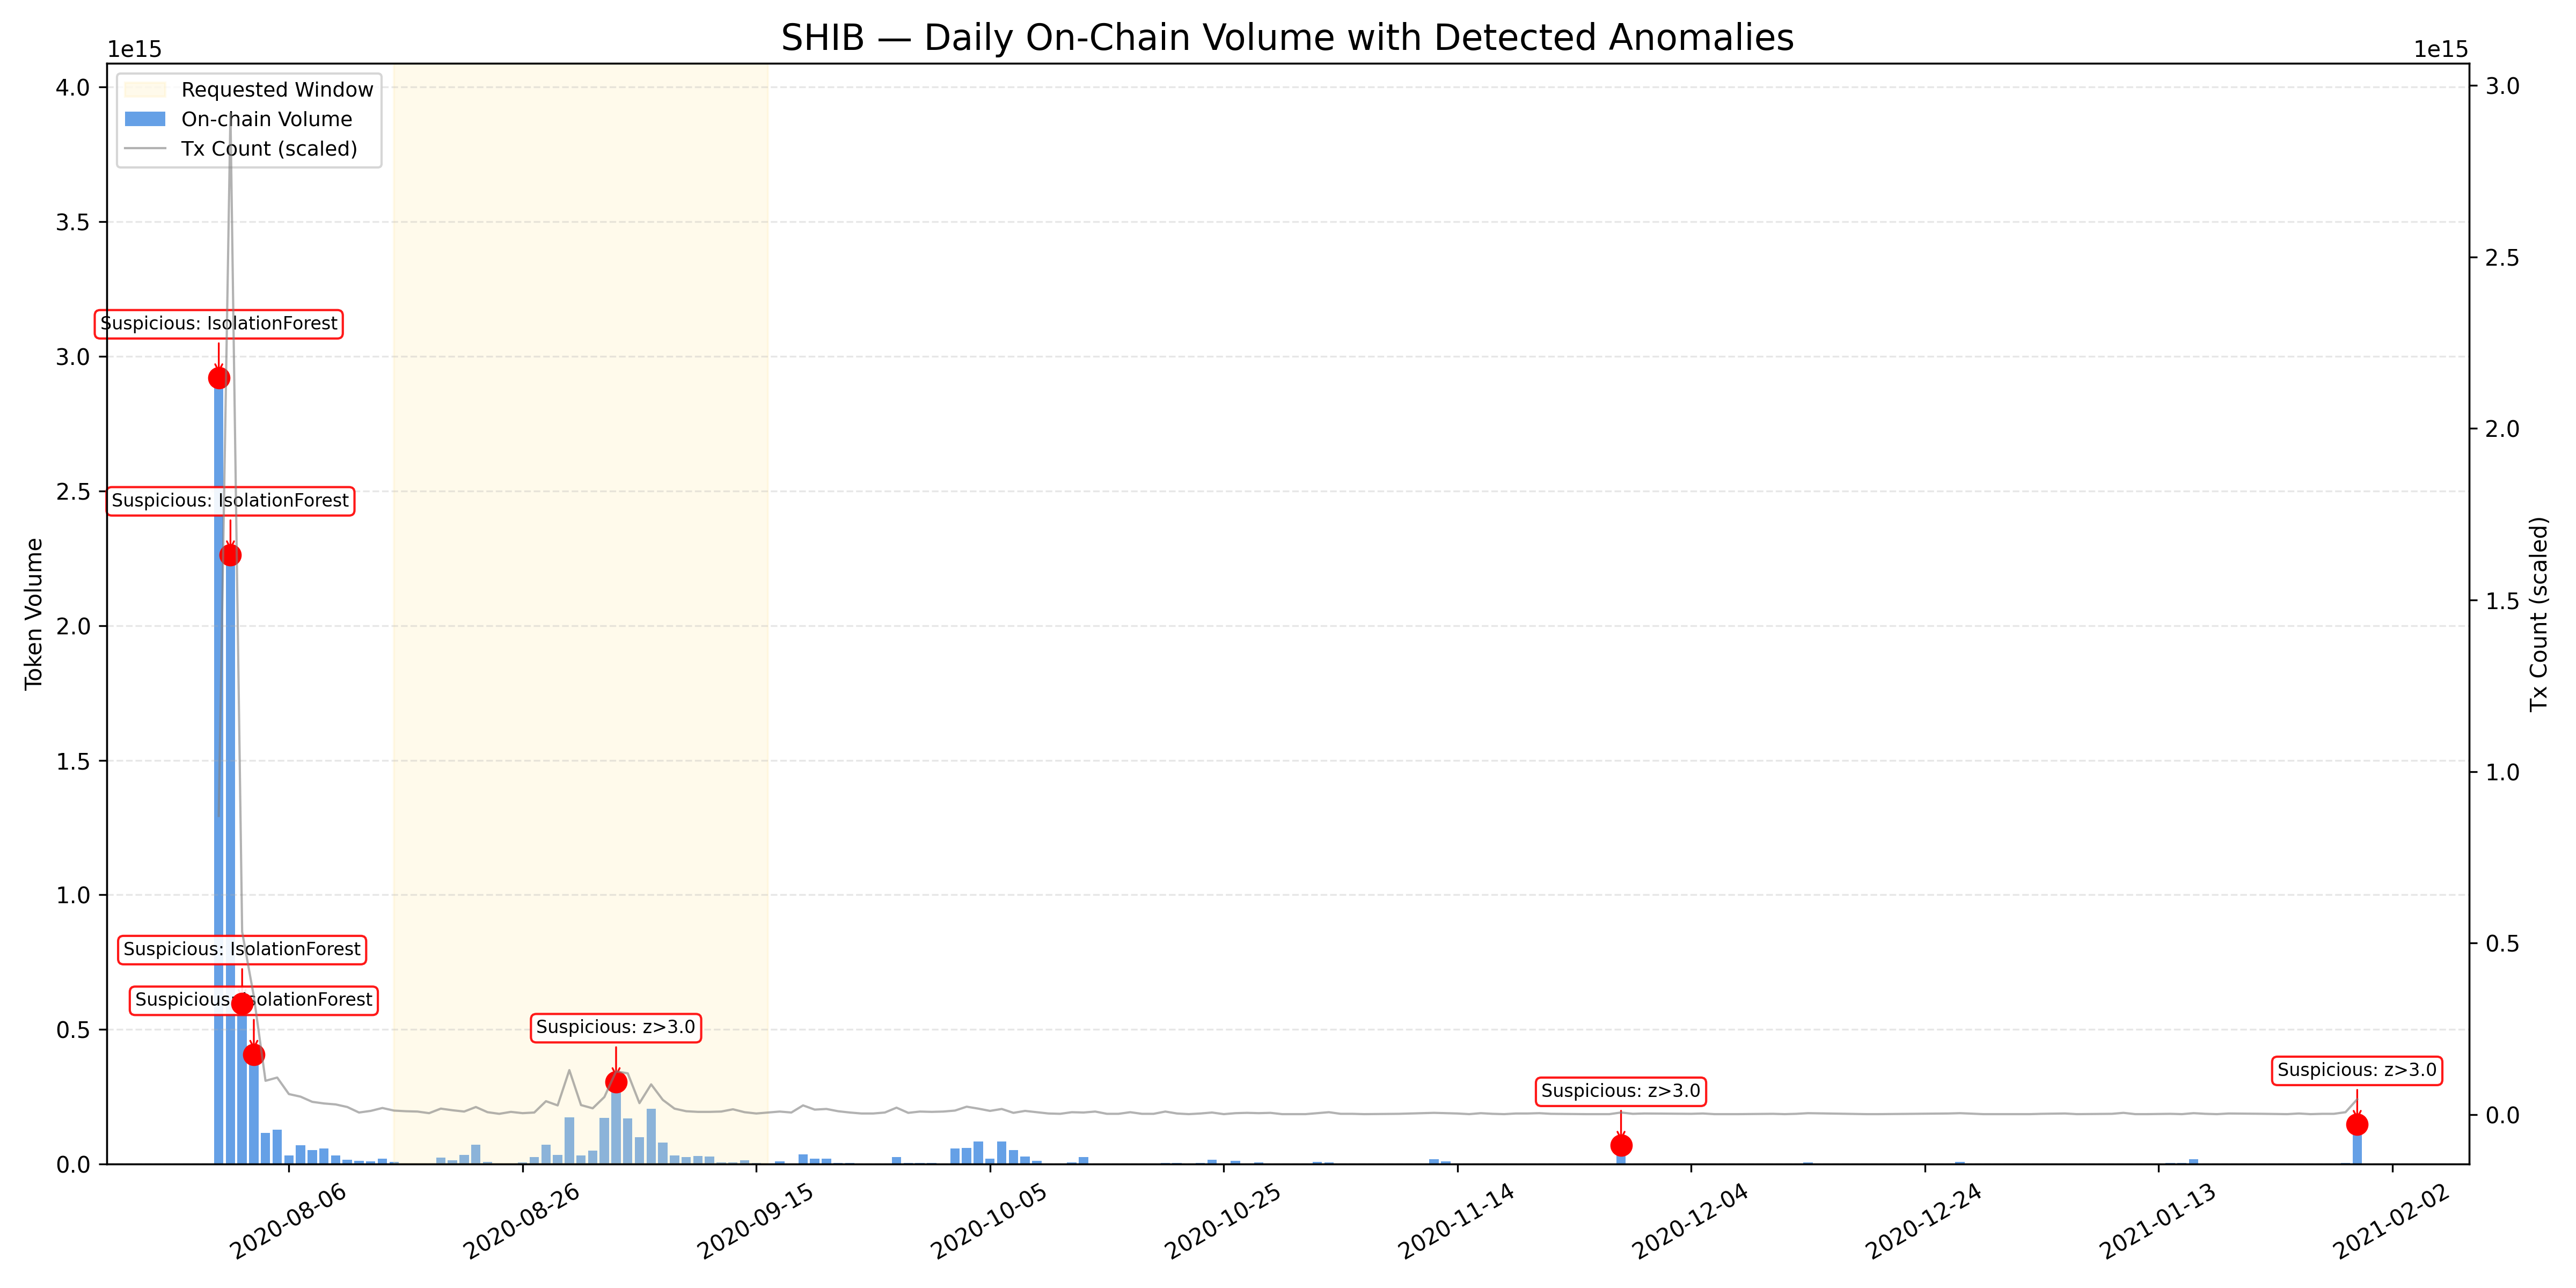 SHIB — Daily On-Chain Volume with Detected Anomalies
1e15
1e15
Requested Window
On-chain Volume
Tx Count (scaled)
4.0
3.5
3.0
2.5
2.0
1.5
1.0
0.5
0.0
Token Volume
Suspicious: IsolationForest
Suspicious: IsolationForest
Suspicious: IsolationForest
Suspicious: IsolationForest
Suspicious: z>3.0
Suspicious: z>3.0
Suspicious: z>3.0
3.0
2.5
2.0
1.5
1.0
0.5
0.0
Tx Count (scaled)
2020-08-06
2020-08-26
2020-09-15
2020-10-05
2020-10-25
2020-11-14
2020-12-04
2020-12-24
2021-01-13
2021-02-02